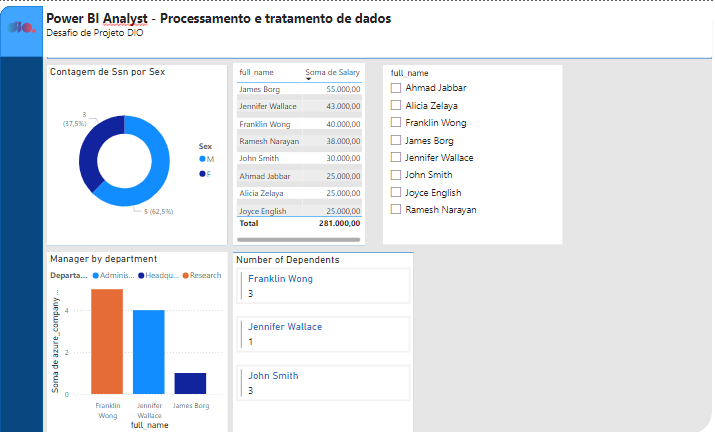 DIO.
Power BI Analyst - Processamento e tratamento de dados
Desafio de Projeto DIO
Contagem de Ssn por Sex
3
(37,5%)
5 (62,5%)
Sex
M
F
full_name Soma de Salary
James Borg 55.000,00
Jennifer Wallace 43.000,00
Franklin Wong 40.000,00
Ramesh Narayan 38.000,00
John Smith 30.000,00
Ahmad Jabbar 25.000,00
Alicia Zelaya 25.000,00
Joyce English 25.000,00
Total 281.000,00
full_name
Ahmad Jabbar
Alicia Zelaya
Franklin Wong
James Borg
Jennifer Wallace
John Smith
Joyce English
Ramesh Narayan
Manager by department
Departa... Adminis... Headqu... Research
Soma de azure_company ...
4
2
0
Franklin
Wong
Jennifer
Wallace
James Borg
full_name
Number of Dependents
Franklin Wong
3
Jennifer Wallace
1
John Smith
3